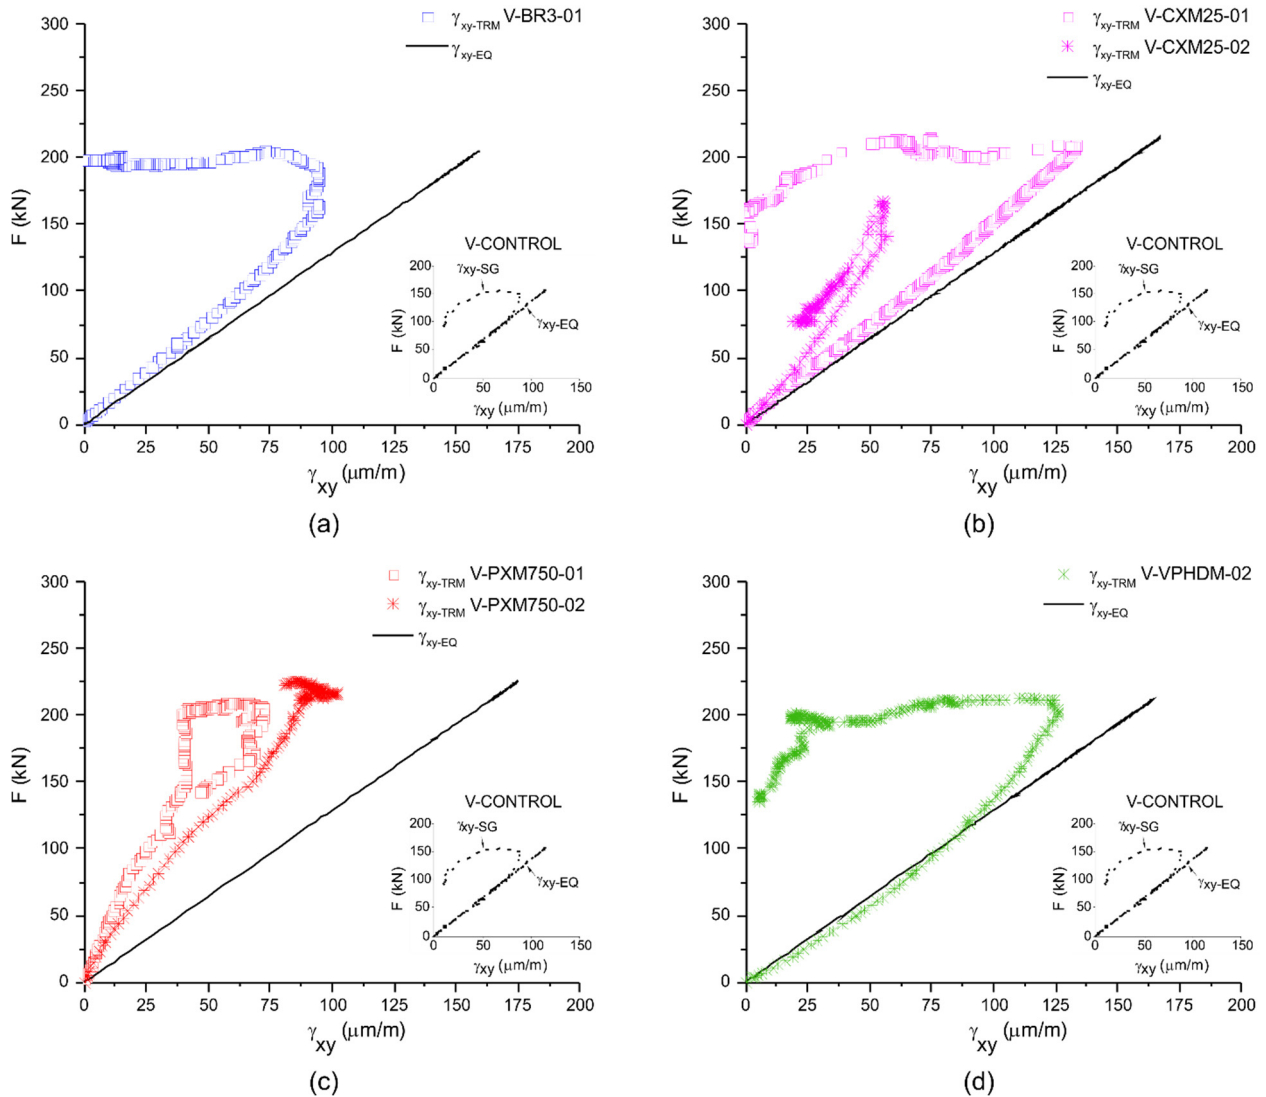 300
250
200
150
100
50
0
F (kN)
0 25 50 75 100 125 150 175 200
γxy (μm/m)
γxy-TRM V-BR3-01
γxy-EQ
V-CONTROL
200
150
100
50
0
F (kN)
γxy-SG
γxy-EQ
0 50 100 150
γxy (μm/m)
(a)
300
250
200
150
100
50
0
F (kN)
0 25 50 75 100 125 150 175 200
γxy (μm/m)
γxy-TRM V-CXM25-01
γxy-TRM V-CXM25-02
γxy-EQ
V-CONTROL
200
150
100
50
0
F (kN)
γxy-SG
γxy-EQ
0 50 100 150
γxy (μm/m)
(b)
300
250
200
150
100
50
0
F (kN)
0 25 50 75 100 125 150 175 200
γxy (μm/m)
γxy-TRM V-PXM750-01
γxy-TRM V-PXM750-02
γxy-EQ
V-CONTROL
200
150
100
50
0
F (kN)
γxy-SG
γxy-EQ
0 50 100 150
γxy (μm/m)
(c)
300
250
200
150
100
50
0
F (kN)
0 25 50 75 100 125 150 175 200
γxy (μm/m)
γxy-TRM V-VPHDM-02
γxy-EQ
V-CONTROL
200
150
100
50
0
F (kN)
γxy-SG
γxy-EQ
0 50 100 150
γxy (μm/m)
(d)